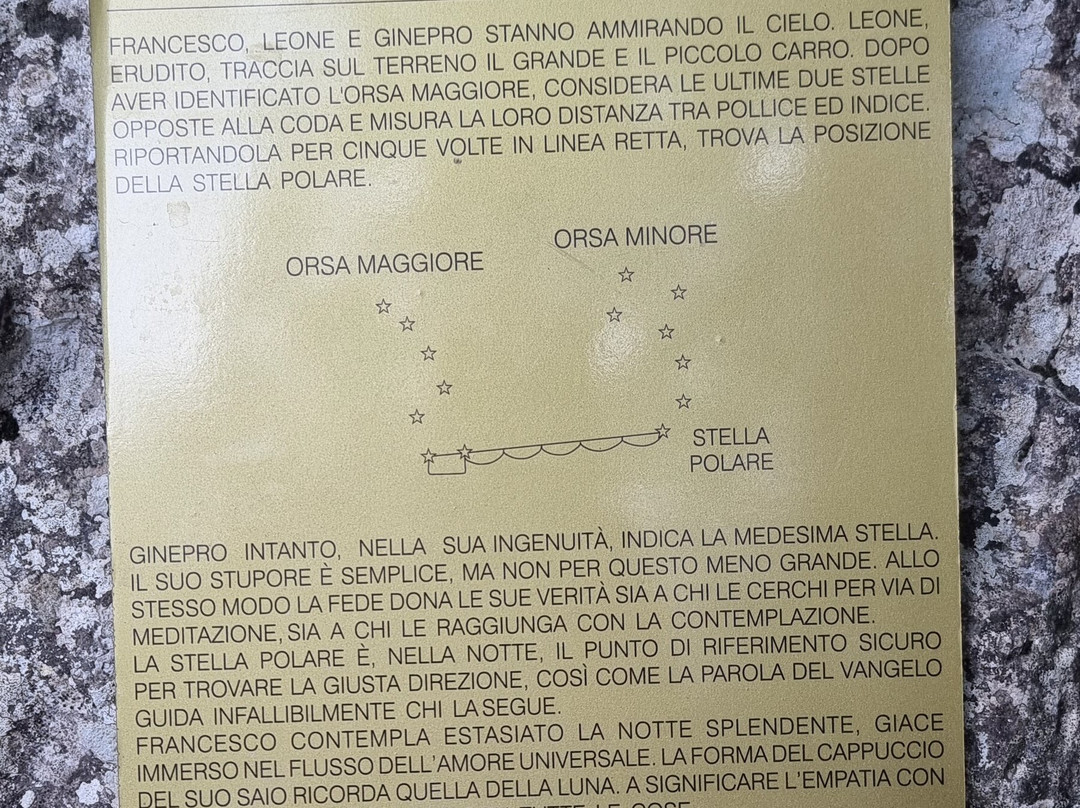 FRANCESCO, LEONE E GINEPRO STANNO AMMIRANDO IL CIELO. LEONE,
ERUDITO, TRACCIA SUL TERRENO IL GRANDE E IL PICCOLO CARRO. DOPO
AVER IDENTIFICATO L'ORSA MAGGIORE, CONSIDERA LE ULTIME DUE STELLE
OPPOSTE ALLA CODA E MISURA LA LORO DISTANZA TRA POLLICE ED INDICE.
RIPORTANDOLA PER CINQUE VOLTE IN LINEA RETTA, TROVA LA POSIZIONE
DELLA STELLA POLARE.
ORSA MAGGIORE
ORSA MINORE
STELLA
POLARE
GINEPRO INTANTO, NELLA SUA INGENUITÀ, INDICA LA MEDESIMA STELLA.
IL SUO STUPORE È SEMPLICE, MA NON PER QUESTO MENO GRANDE. ALLO
STESSO MODO LA FEDE DONA LE SUE VERITÀ SIA A CHI LE CERCHI PER VIA DI
MEDITAZIONE, SIA A CHI LE RAGGIUNGA CON LA CONTEMPLAZIONE.
LA STELLA POLARE È, NELLA NOTTE, IL PUNTO DI RIFERIMENTO SICURO
PER TROVARE LA GIUSTA DIREZIONE, COSÌ COME LA PAROLA DEL VANGELO
GUIDA INFALLIBILMENTE CHI LA SEGUE.
FRANCESCO CONTEMPLA ESTASIATO LA NOTTE SPLENDENTE, GIACE
IMMERSO NEL FLUSSO DELL'AMORE UNIVERSALE. LA FORMA DEL CAPPUCCIO
DEL SUO SAIO RICORDA QUELLA DELLA LUNA. A SIGNIFICARE L'EMPATIA CON
TUTTE LE COSE